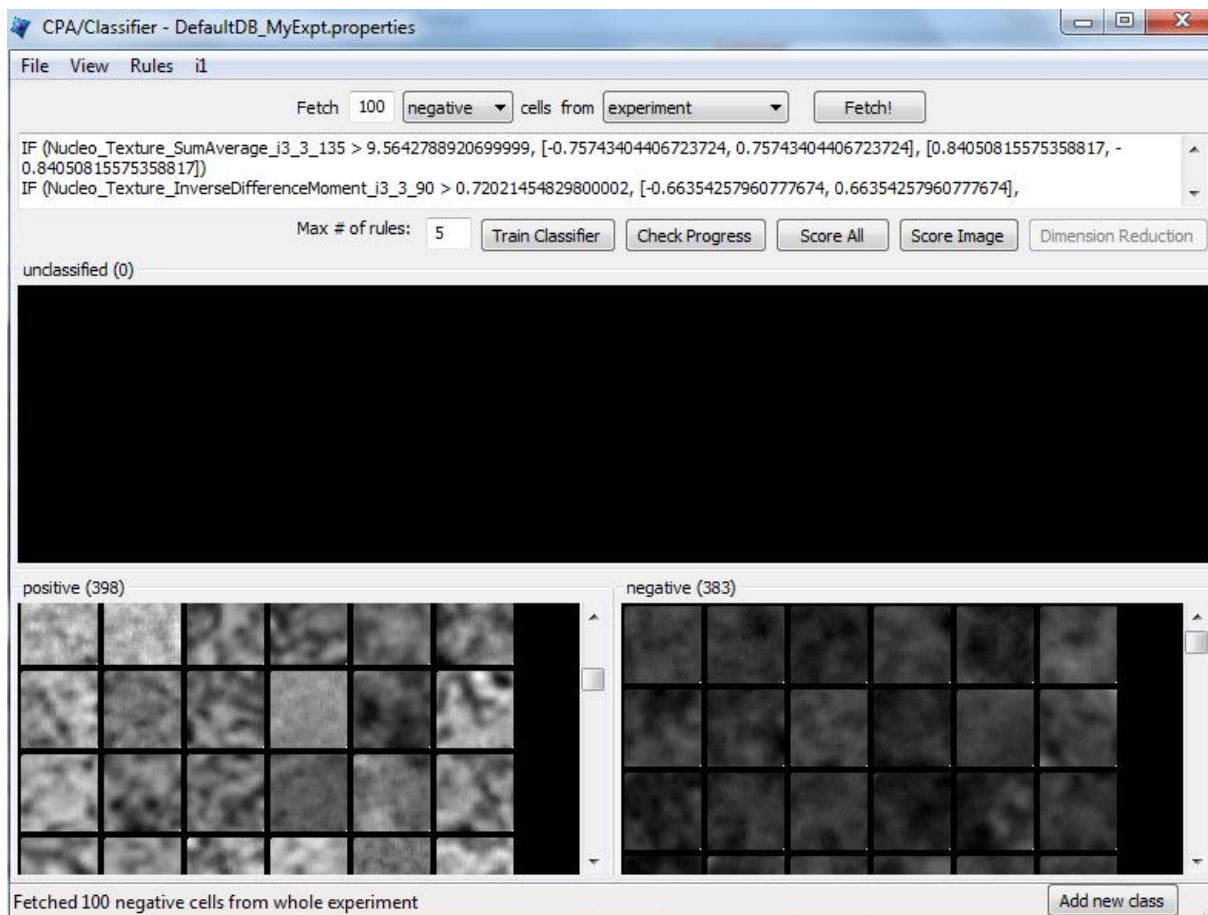 CPA/Classifier - DefaultDB_MyExpt.properties
File View Rules i1
Fetch 100 negative cells from experiment Fetch!
IF (Nucleo_Texture_SumAverage_i3_3_135 > 9.5642788920699999, [-0.75743404406723724, 0.75743404406723724], [0.84050815575358817, -
0.84050815575358817])
IF (Nucleo_Texture_InverseDifferenceMoment_i3_3_90 > 0.72021454829800002, [-0.66354257960777674, 0.66354257960777674],
Max # of rules: 5 Train Classifier Check Progress Score All Score Image Dimension Reduction
unclassified (0)
positive (398) negative (383)
Fetched 100 negative cells from whole experiment Add new class